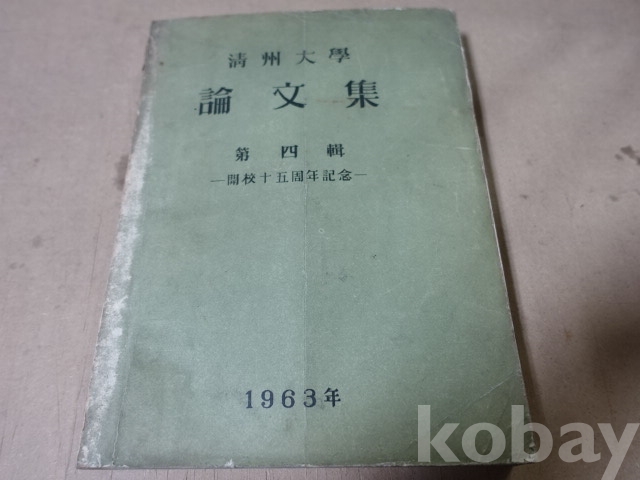 清州大學
論文集
第四輯
—開校十五周年記念—
1963年
kobay